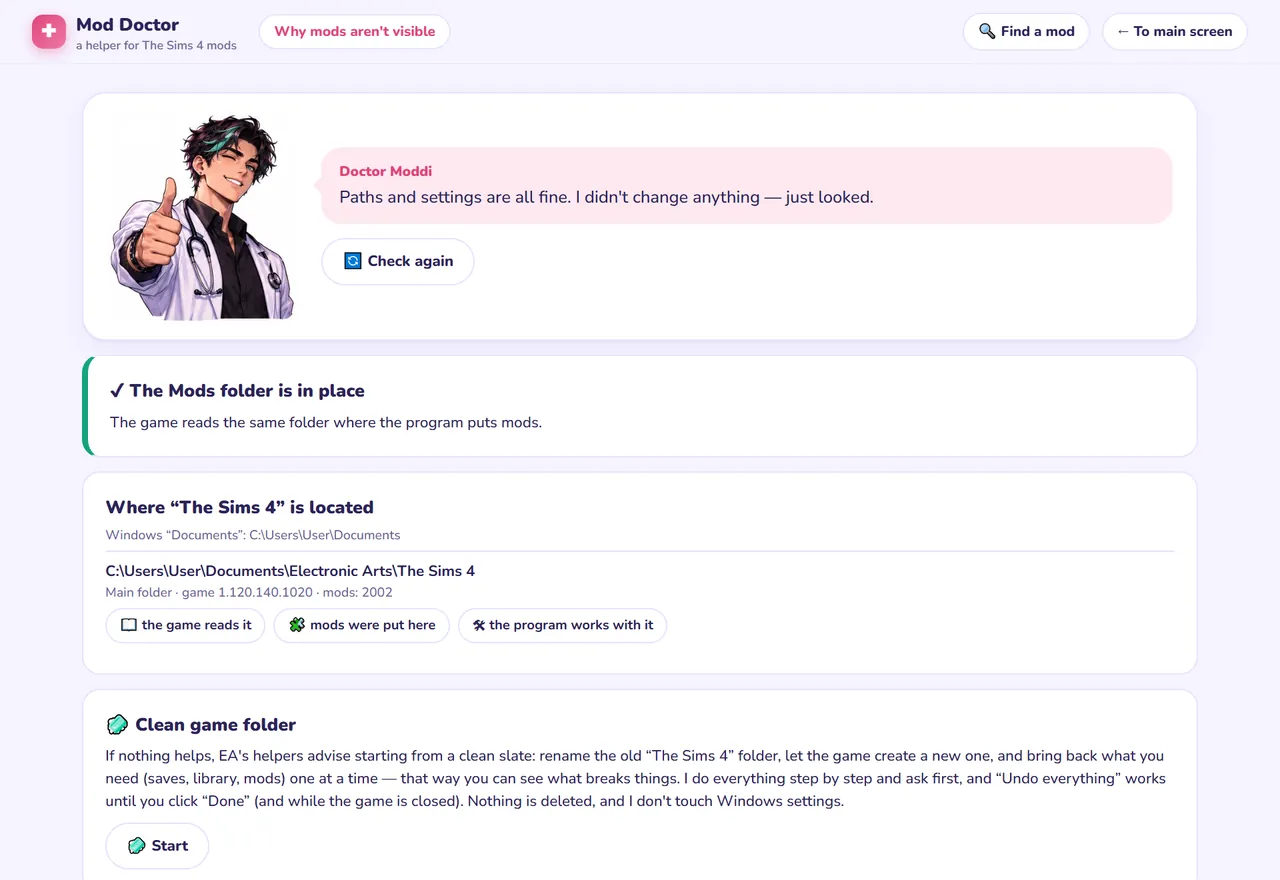 Mod Doctor
a helper for The Sims 4 mods
Why mods aren't visible
Find a mod
← To main screen
Doctor Moddi
Paths and settings are all fine. I didn't change anything — just looked.
Check again
✓ The Mods folder is in place
The game reads the same folder where the program puts mods.
Where “The Sims 4” is located
Windows “Documents”: C:\Users\User\Documents
C:\Users\User\Documents\Electronic Arts\The Sims 4
Main folder · game 1.120.140.1020 · mods: 2002
the game reads it
mods were put here
the program works with it
Clean game folder
If nothing helps, EA's helpers advise starting from a clean slate: rename the old “The Sims 4” folder, let the game create a new one, and bring back what you
need (saves, library, mods) one at a time — that way you can see what breaks things. I do everything step by step and ask first, and “Undo everything” works
until you click “Done” (and while the game is closed). Nothing is deleted, and I don't touch Windows settings.
Start